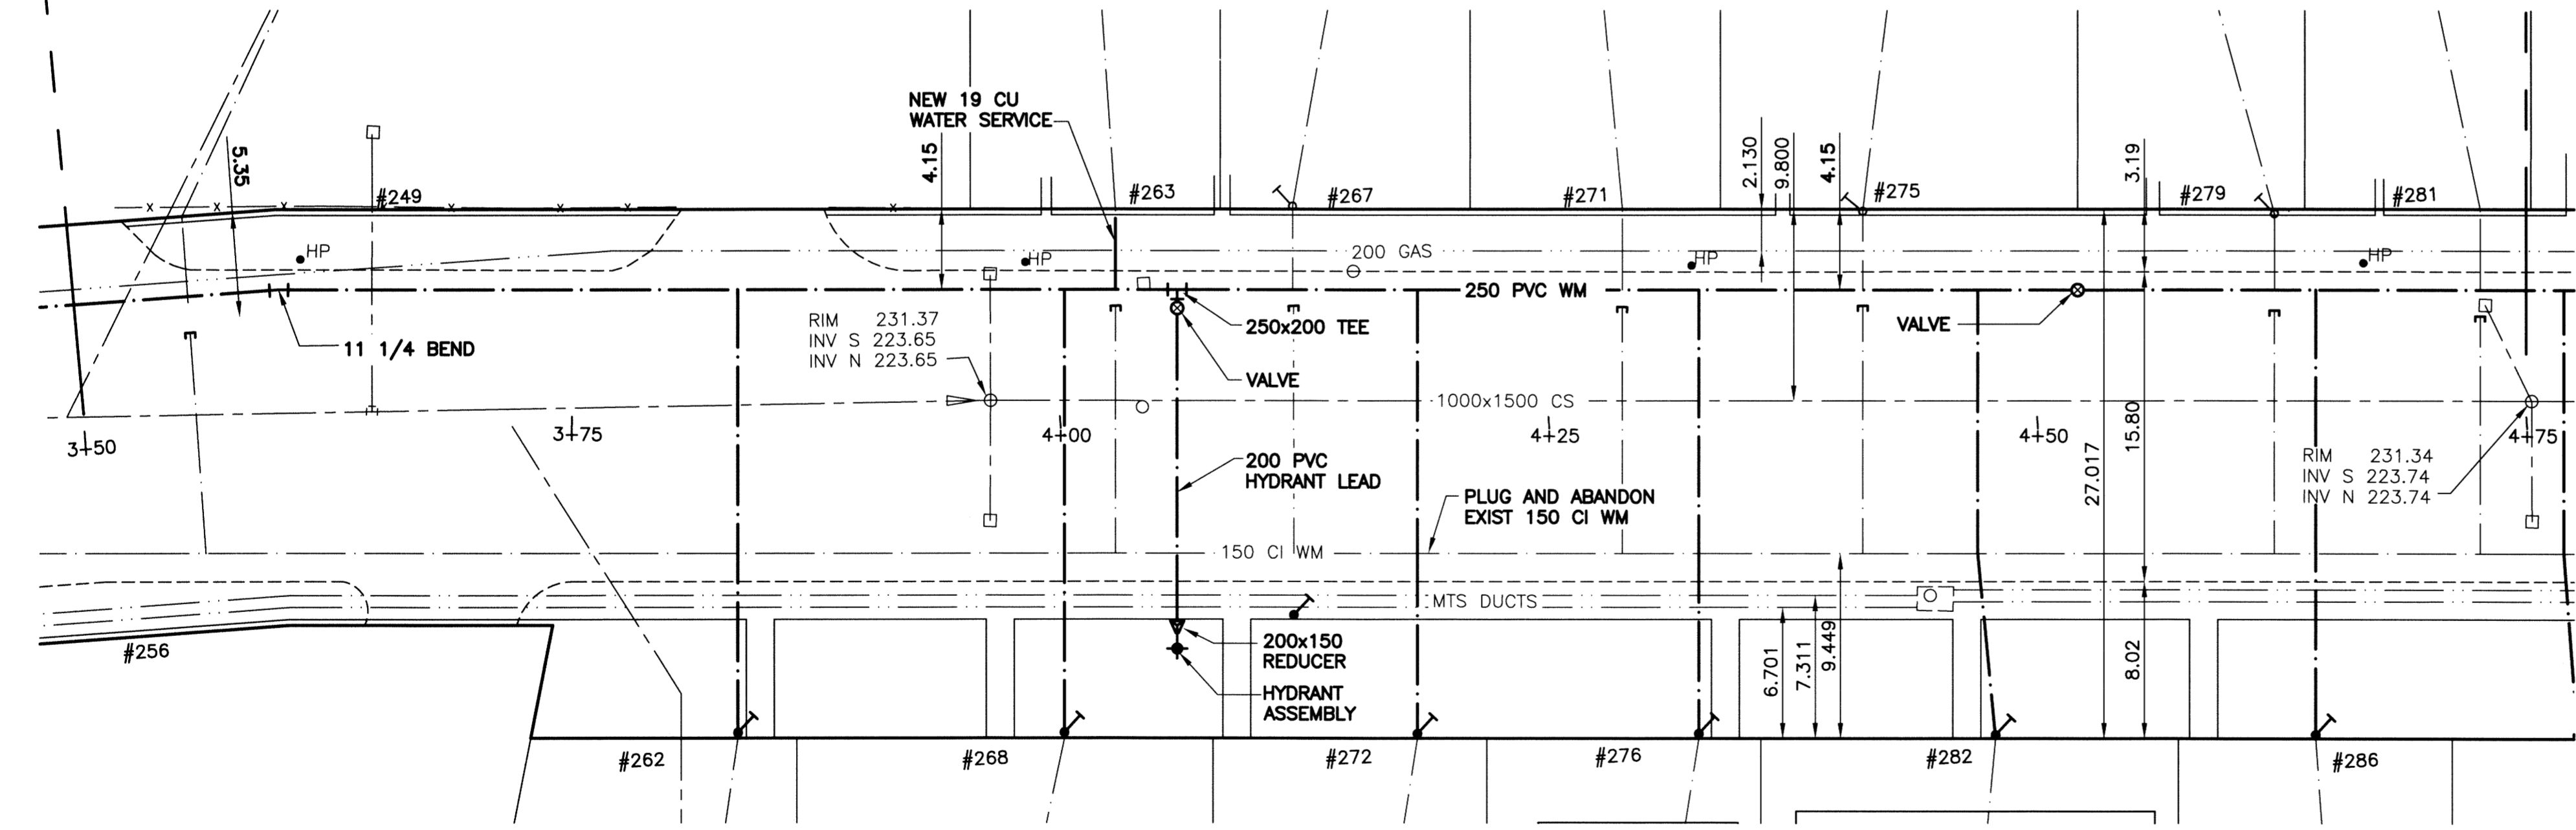 NEW 19 CU
WATER SERVICE
5.35
#249
4.15
#263
#267
#271
2.130
9.800
4.15
#275
3.19
#279
#281
HP
HP
200 GAS
HP
HP
250 PVC WM
11 1/4 BEND
RIM 231.37
INV S 223.65
INV N 223.65
250x200 TEE
VALVE
VALVE
1000x1500 CS
3+50
3+75
4+00
4+25
4+50
4+75
27.017
15.80
RIM 231.34
INV S 223.74
INV N 223.74
200 PVC
HYDRANT LEAD
PLUG AND ABANDON
EXIST 150 CI WM
150 CI WM
MTS DUCTS
#256
200x150
REDUCER
HYDRANT
ASSEMBLY
6.701
7.311
9.449
8.02
#262
#268
#272
#276
#282
#286